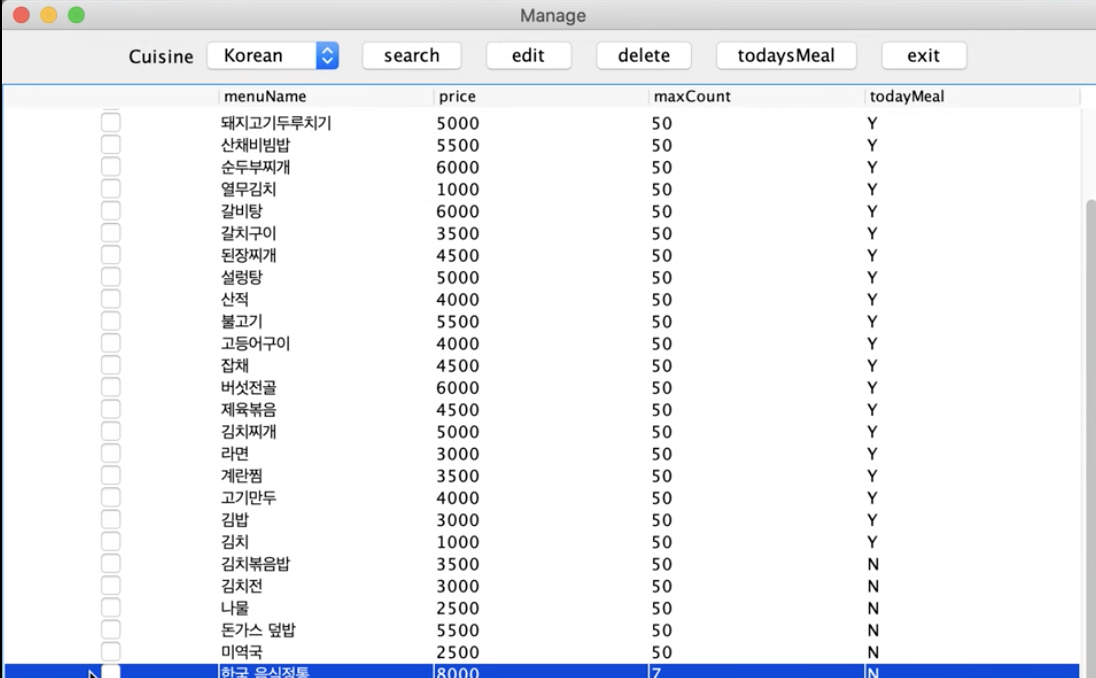 Manage
Cuisine Korean search edit delete todaysMeal exit
menuName price maxCount todayMeal
돼지고기두루치기 5000 50 Y
산채비빔밥 5500 50 Y
순두부찌개 6000 50 Y
열무김치 1000 50 Y
갈비탕 6000 50 Y
갈치구이 3500 50 Y
된장찌개 4500 50 Y
설렁탕 5000 50 Y
산적 4000 50 Y
불고기 5500 50 Y
고등어구이 4000 50 Y
잡채 4500 50 Y
버섯전골 6000 50 Y
제육볶음 4500 50 Y
김치찌개 5000 50 Y
라면 3000 50 Y
계란찜 3500 50 Y
고기만두 4000 50 Y
김밥 3000 50 Y
김치 1000 50 Y
김치볶음밥 3500 50 N
김치전 3000 50 N
나물 2500 50 N
돈가스 덮밥 5500 50 N
미역국 2500 50 N
한국 음식정통 8000 7 N